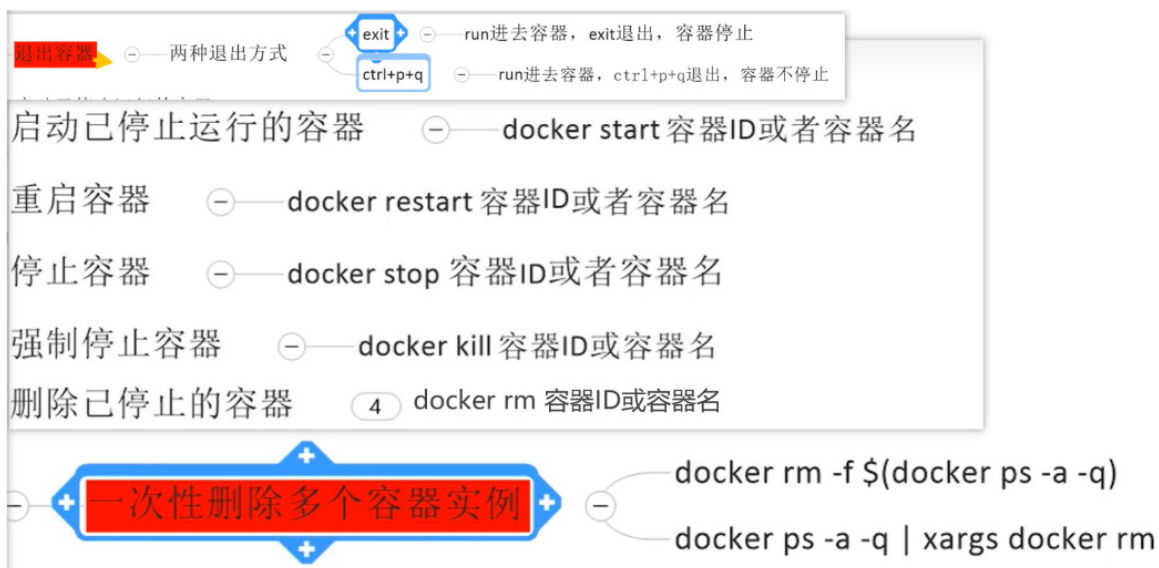 退出容器 两种退出方式 exit run进去容器，exit退出，容器停止
ctrl+p+q run进去容器，ctrl+p+q退出，容器不停止
启动已停止运行的容器 docker start 容器ID或者容器名
重启容器 docker restart 容器ID或者容器名
停止容器 docker stop 容器ID或者容器名
强制停止容器 docker kill 容器ID或容器名
删除已停止的容器 4 docker rm 容器ID或容器名
一次性删除多个容器实例
docker rm -f $(docker ps -a -q)
docker ps -a -q | xargs docker rm